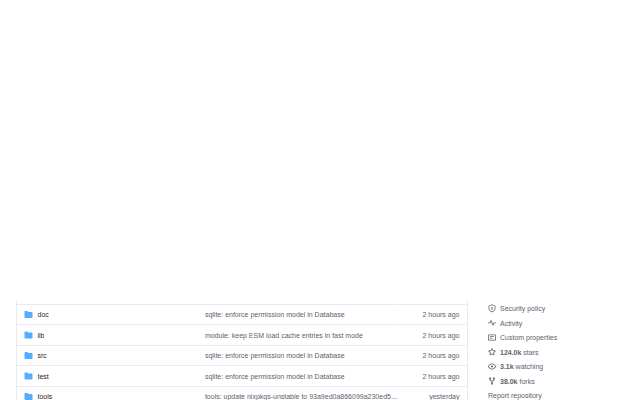 doc sqlite: enforce permission model in Database 2 hours ago
lib module: keep ESM load cache entries in fast mode 2 hours ago
src sqlite: enforce permission model in Database 2 hours ago
test sqlite: enforce permission model in Database 2 hours ago
tools tools: update nixpkgs-unstable to 93a9ed0a866099a230ed5... yesterday
Security policy
Activity
Custom properties
124.0k stars
3.1k watching
38.0k forks
Report repository